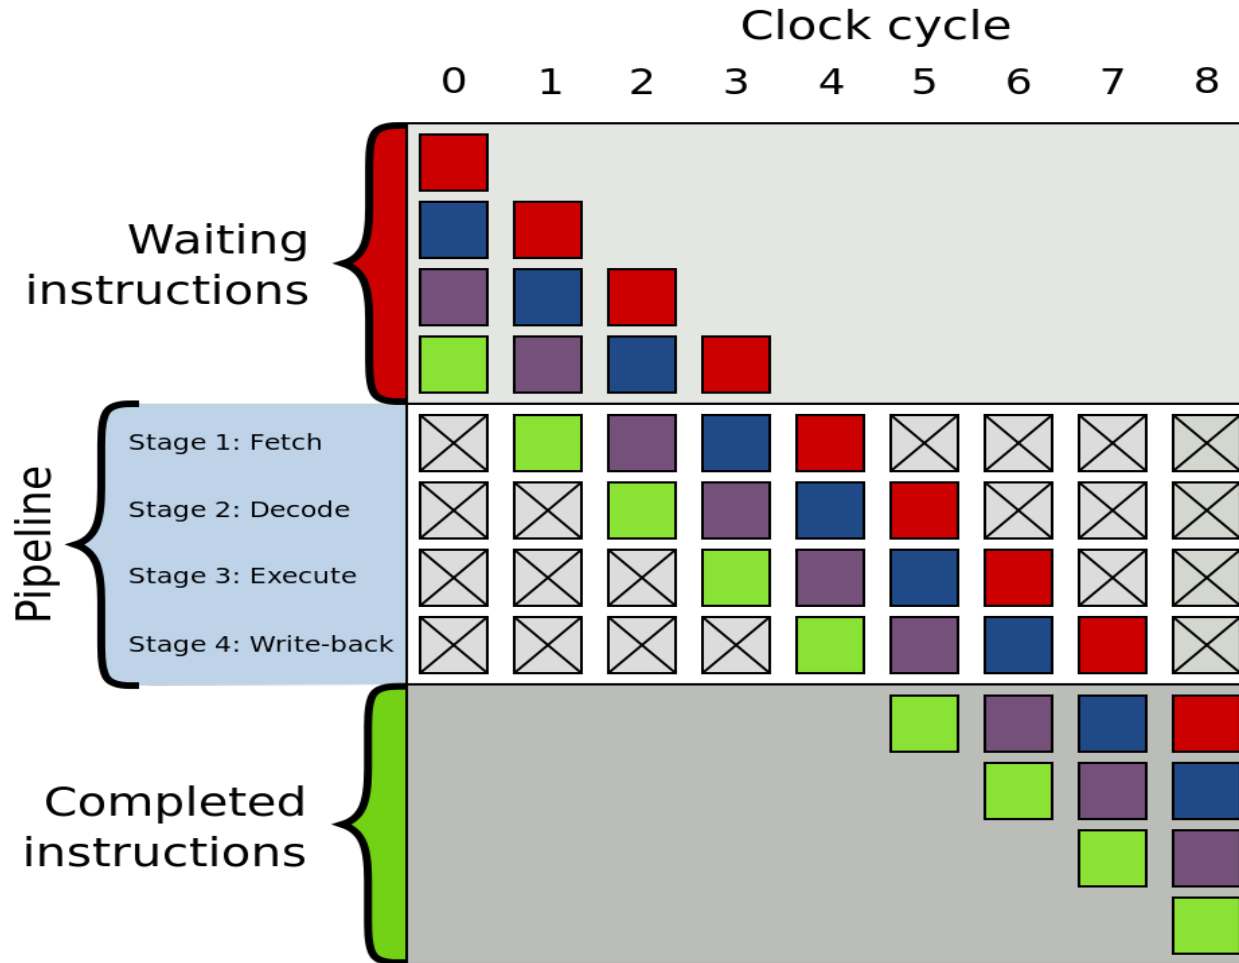 Clock cycle
0 1 2 3 4 5 6 7 8
Waiting
instructions
Pipeline
Stage 1: Fetch
Stage 2: Decode
Stage 3: Execute
Stage 4: Write-back
Completed
instructions